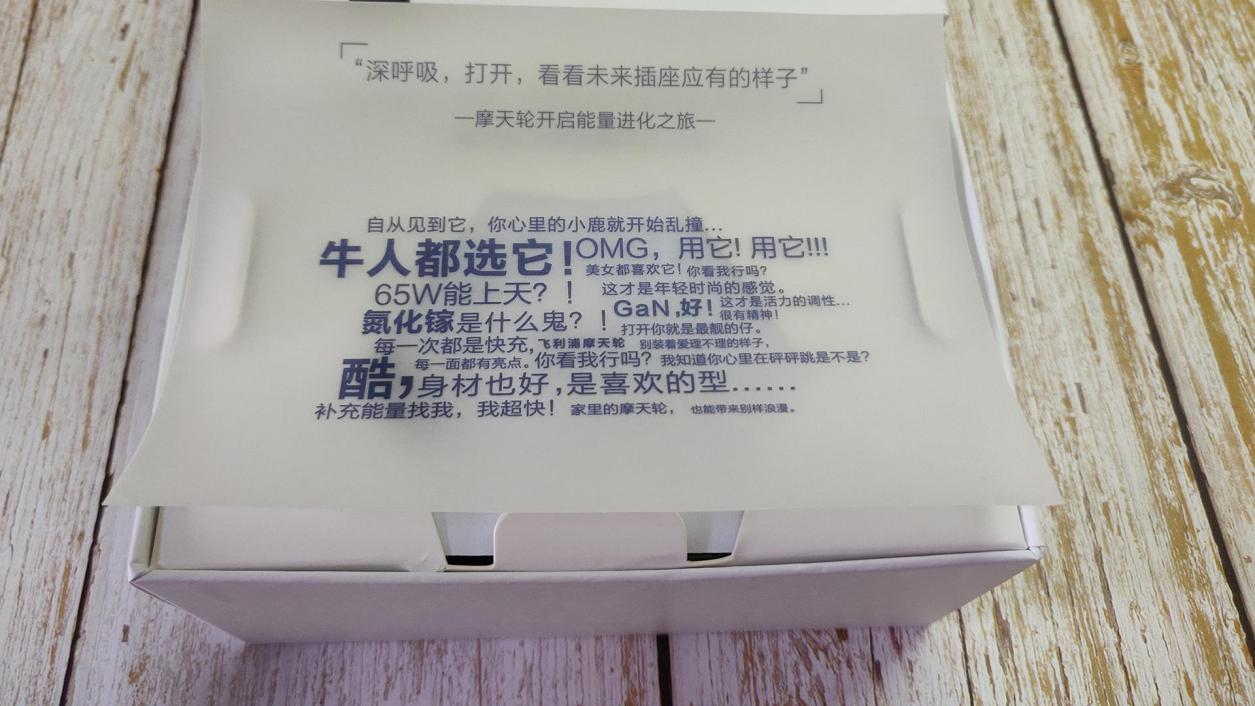 “深呼吸，打开，看看未来插座应有的样子”
—摩天轮开启能量进化之旅—
自从见到它，你心里的小鹿就开始乱撞...
牛人都选它！OMG，用它! 用它!!!
美女都喜欢它! 你看我行吗?
65W能上天？！ 这才是年轻时尚的感觉。
GaN ,好! 这才是活力的调性...
氮化镓是什么鬼？！ 很有精神!
打开你就是最靓的仔。
每一次都是快充,飞利浦摩天轮 别装着爱理不理的样子,
酷,每一面都有亮点。你看我行吗? 我知道你心里在砰砰跳是不是?
身材也好,是喜欢的型......
补充能量找我，我超快！ 家里的摩天轮， 也能带来别样浪漫。